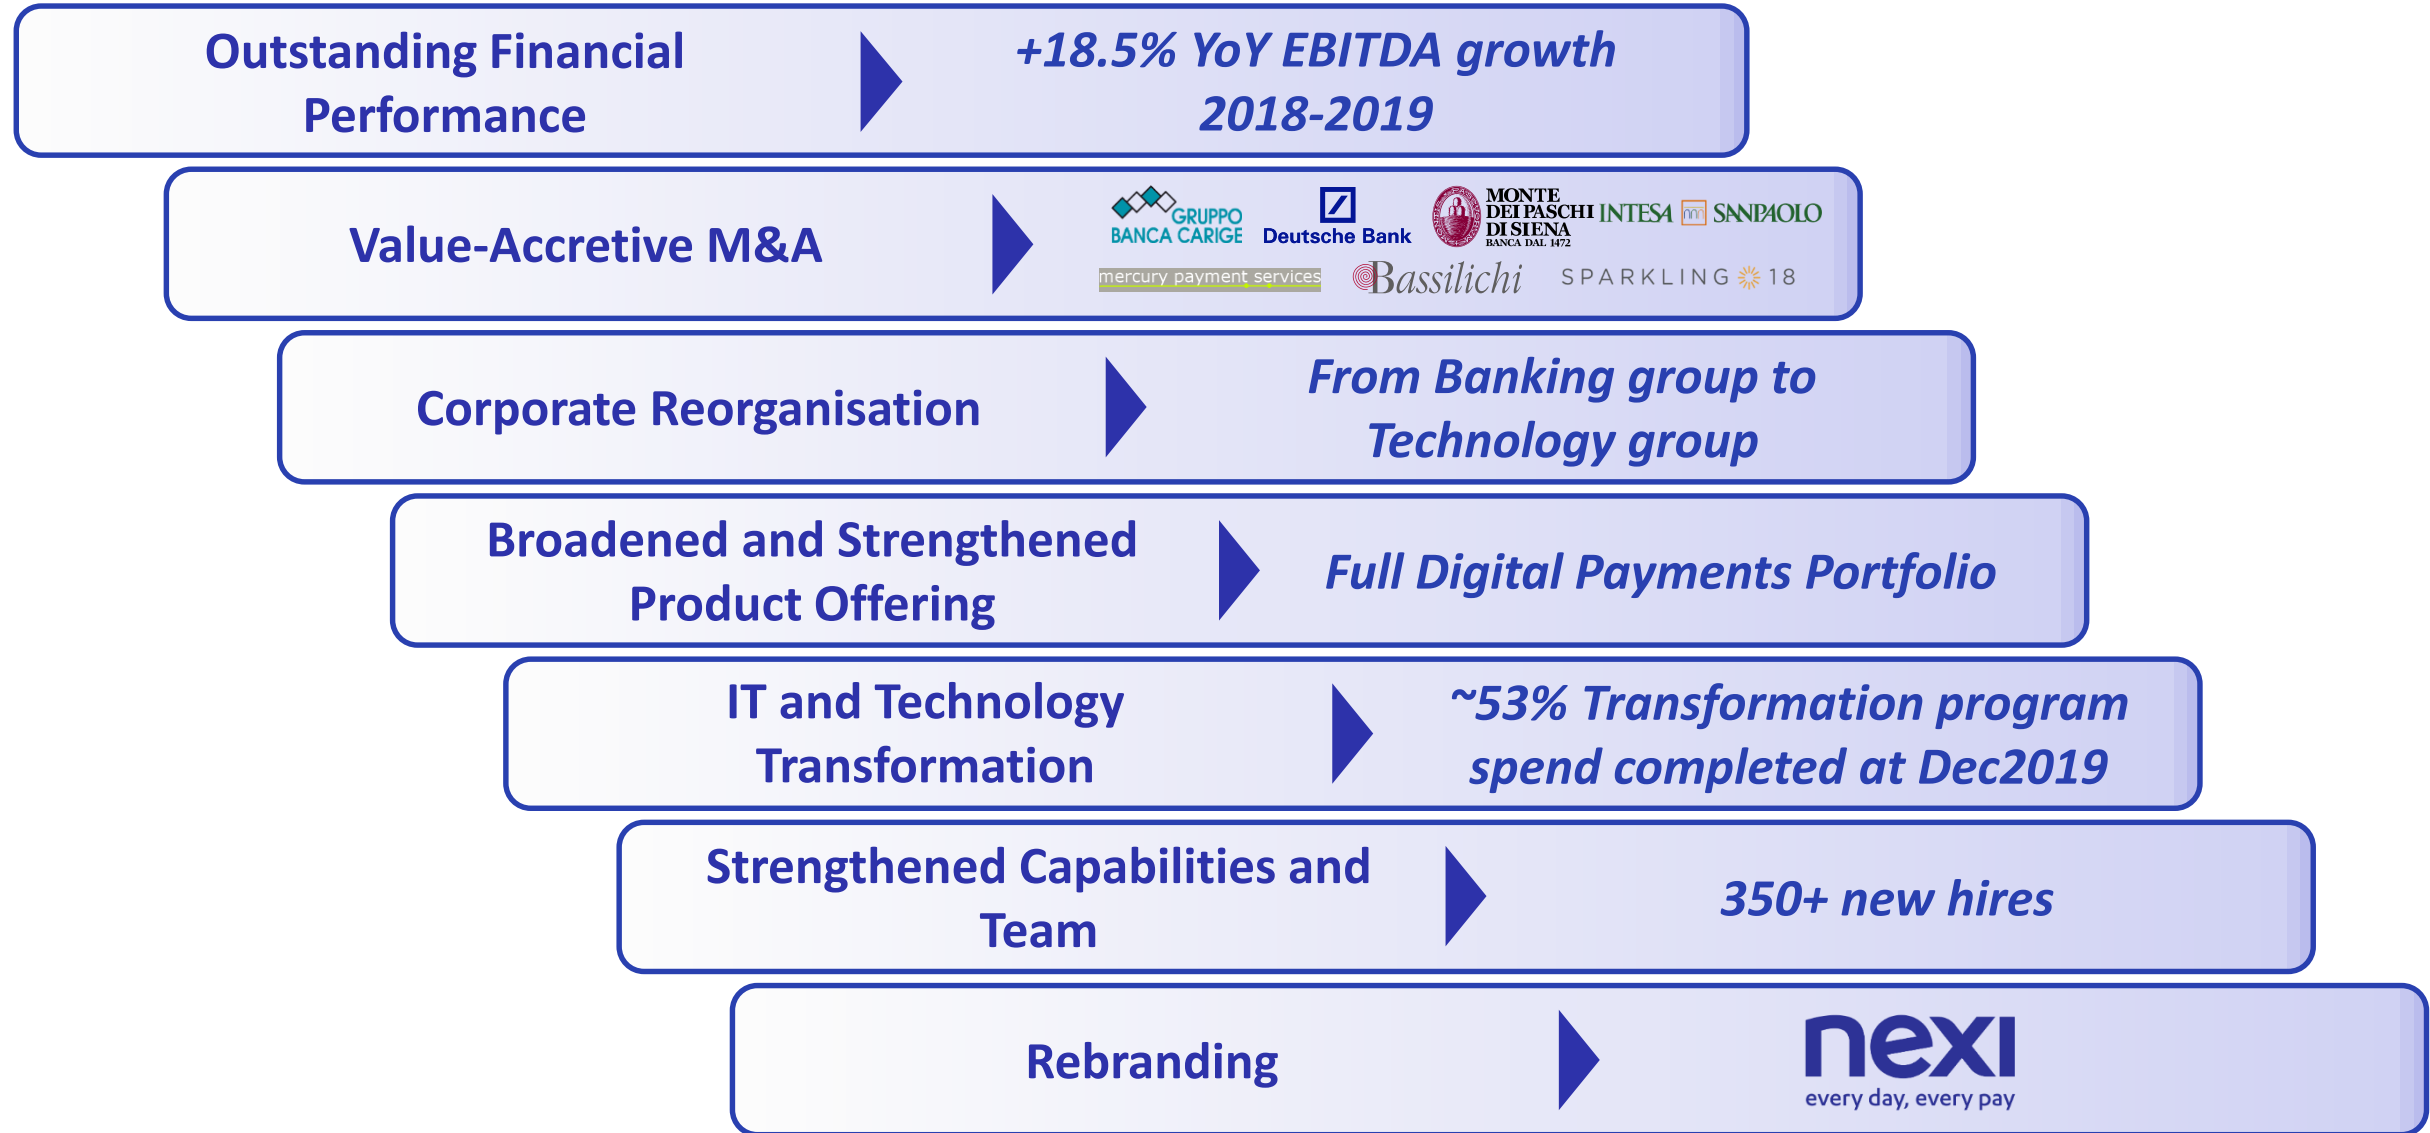 Outstanding Financial
Performance
+18.5% YoY EBITDA growth
2018-2019
Value-Accretive M&A
GRUPPO
BANCA CARIGE
Deutsche Bank
MONTE
DEI PASCHI
DI SIENA
BANCA DAL 1472
INTESA SANPAOLO
mercury payment services
Bassilichi
SPARKLING 18
Corporate Reorganisation
From Banking group to
Technology group
Broadened and Strengthened
Product Offering
Full Digital Payments Portfolio
IT and Technology
Transformation
~53% Transformation program
spend completed at Dec2019
Strengthened Capabilities and
Team
350+ new hires
Rebranding
nexi
every day, every pay